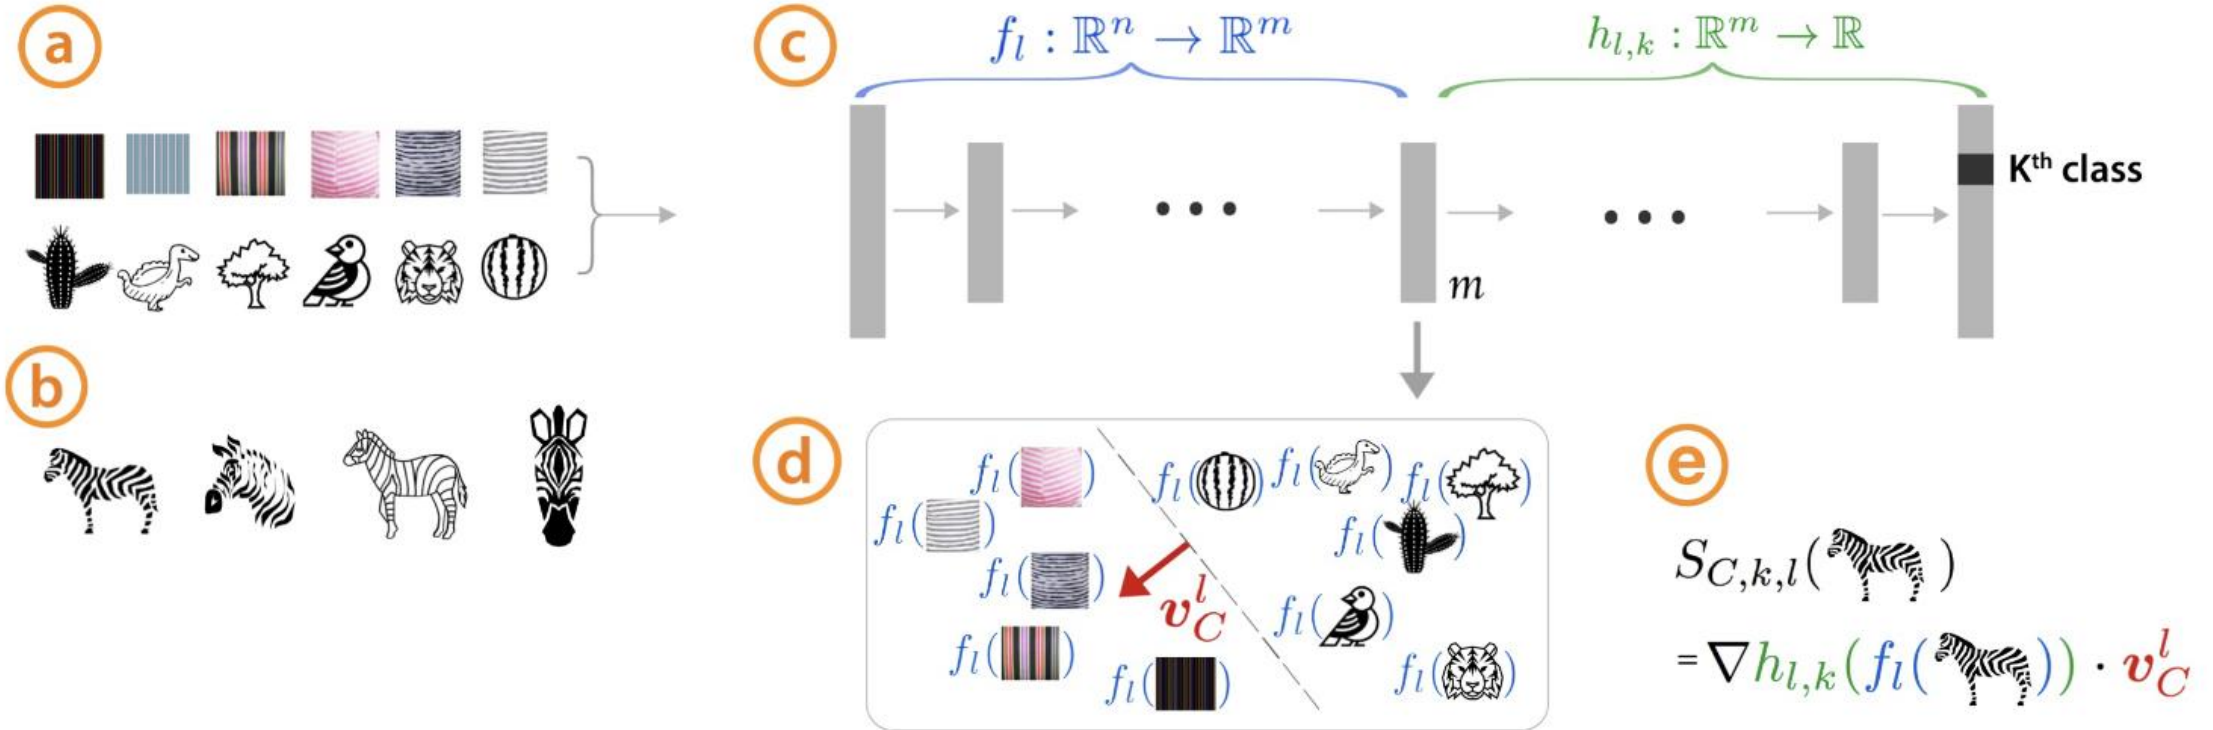 a
b
c
f_l : ℝ^n → ℝ^m
h_{l,k} : ℝ^m → ℝ
K^th class
m
d
f_l( )
f_l( )
f_l( )
f_l( )
f_l( )
f_l( )
f_l( )
f_l( )
f_l( )
f_l( )
f_l( )
v_C^l
e
S_{C,k,l}( )
= ∇h_{l,k}(f_l( )) · v_C^l